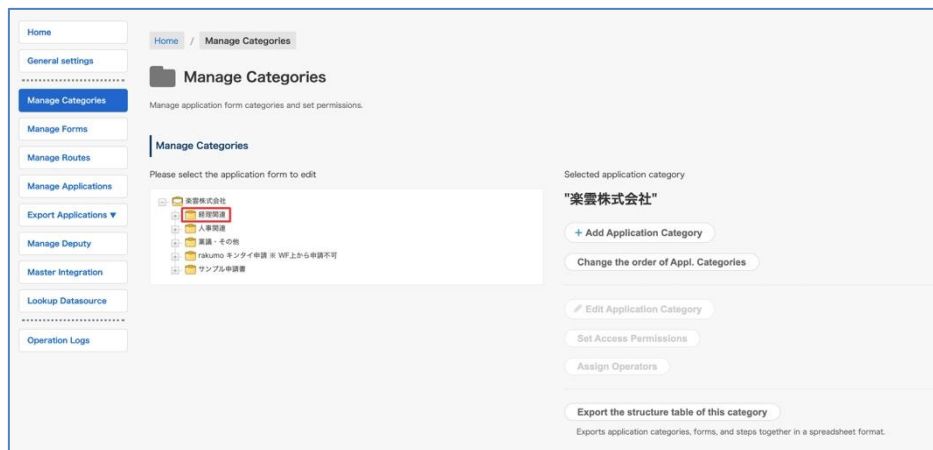 Home
General settings
Manage Categories
Manage Forms
Manage Routes
Manage Applications
Export Applications ▼
Manage Deputy
Master Integration
Lookup Datasource
Operation Logs
Home / Manage Categories
Manage Categories
Manage application form categories and set permissions.
Manage Categories
Please select the application form to edit
楽雲株式会社
経理関連
人事関連
稟議・その他
rakumo キンタイ申請 ※ WF上から申請不可
サンプル申請書
Selected application category
"楽雲株式会社"
+ Add Application Category
Change the order of Appl. Categories
Edit Application Category
Set Access Permissions
Assign Operators
Export the structure table of this category
Exports application categories, forms, and steps together in a spreadsheet format.